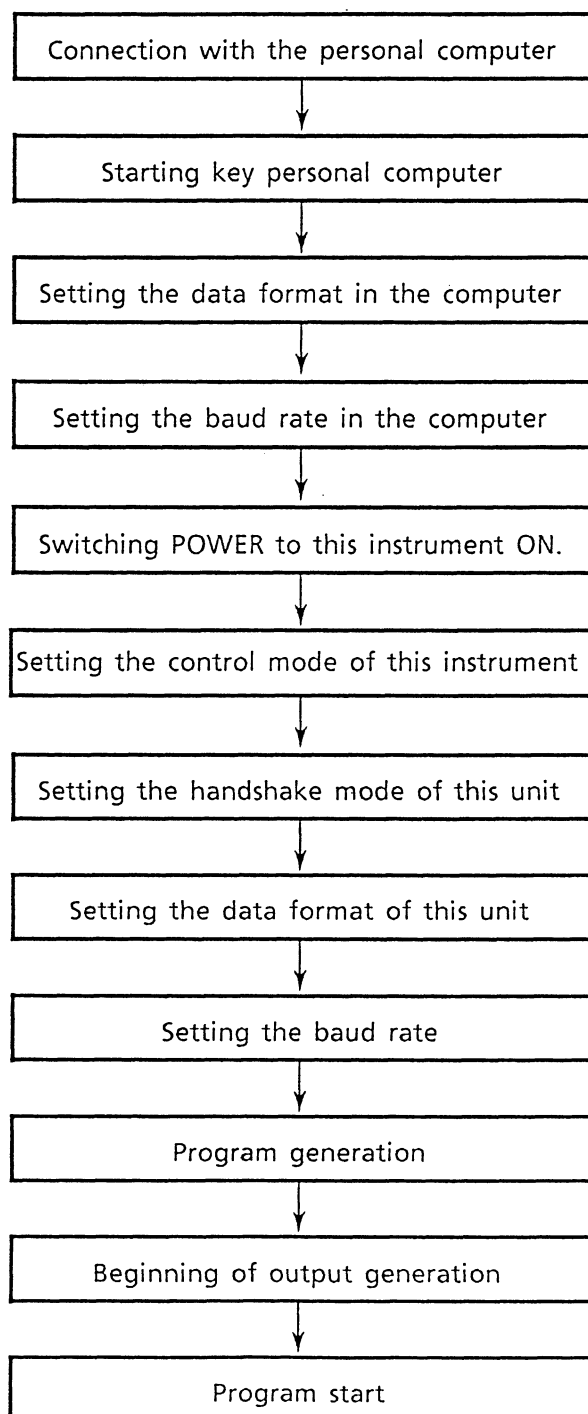 Connection with the personal computer
Starting key personal computer
Setting the data format in the computer
Setting the baud rate in the computer
Switching POWER to this instrument ON.
Setting the control mode of this instrument
Setting the handshake mode of this unit
Setting the data format of this unit
Setting the baud rate
Program generation
Beginning of output generation
Program start